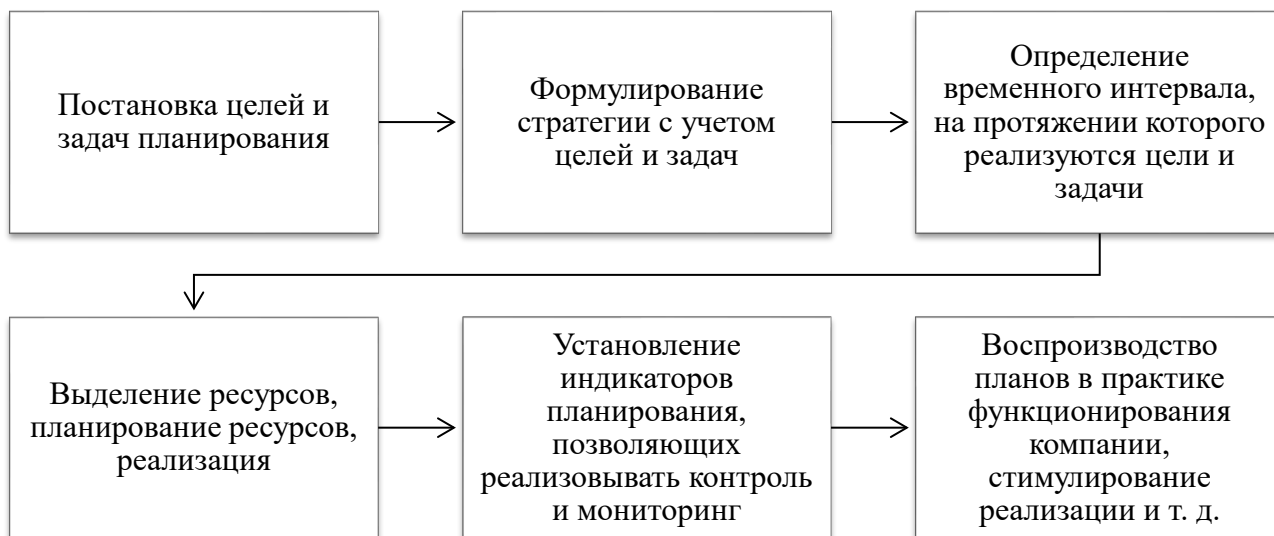 Постановка целей и
задач планирования
Формулирование
стратегии с учетом
целей и задач
Определение
временного интервала,
на протяжении которого
реализуются цели и
задачи
Выделение ресурсов,
планирование ресурсов,
реализация
Установление
индикаторов
планирования,
позволяющих
реализовывать контроль
и мониторинг
Воспроизводство
планов в практике
функционирования
компании,
стимулирование
реализации и т. д.